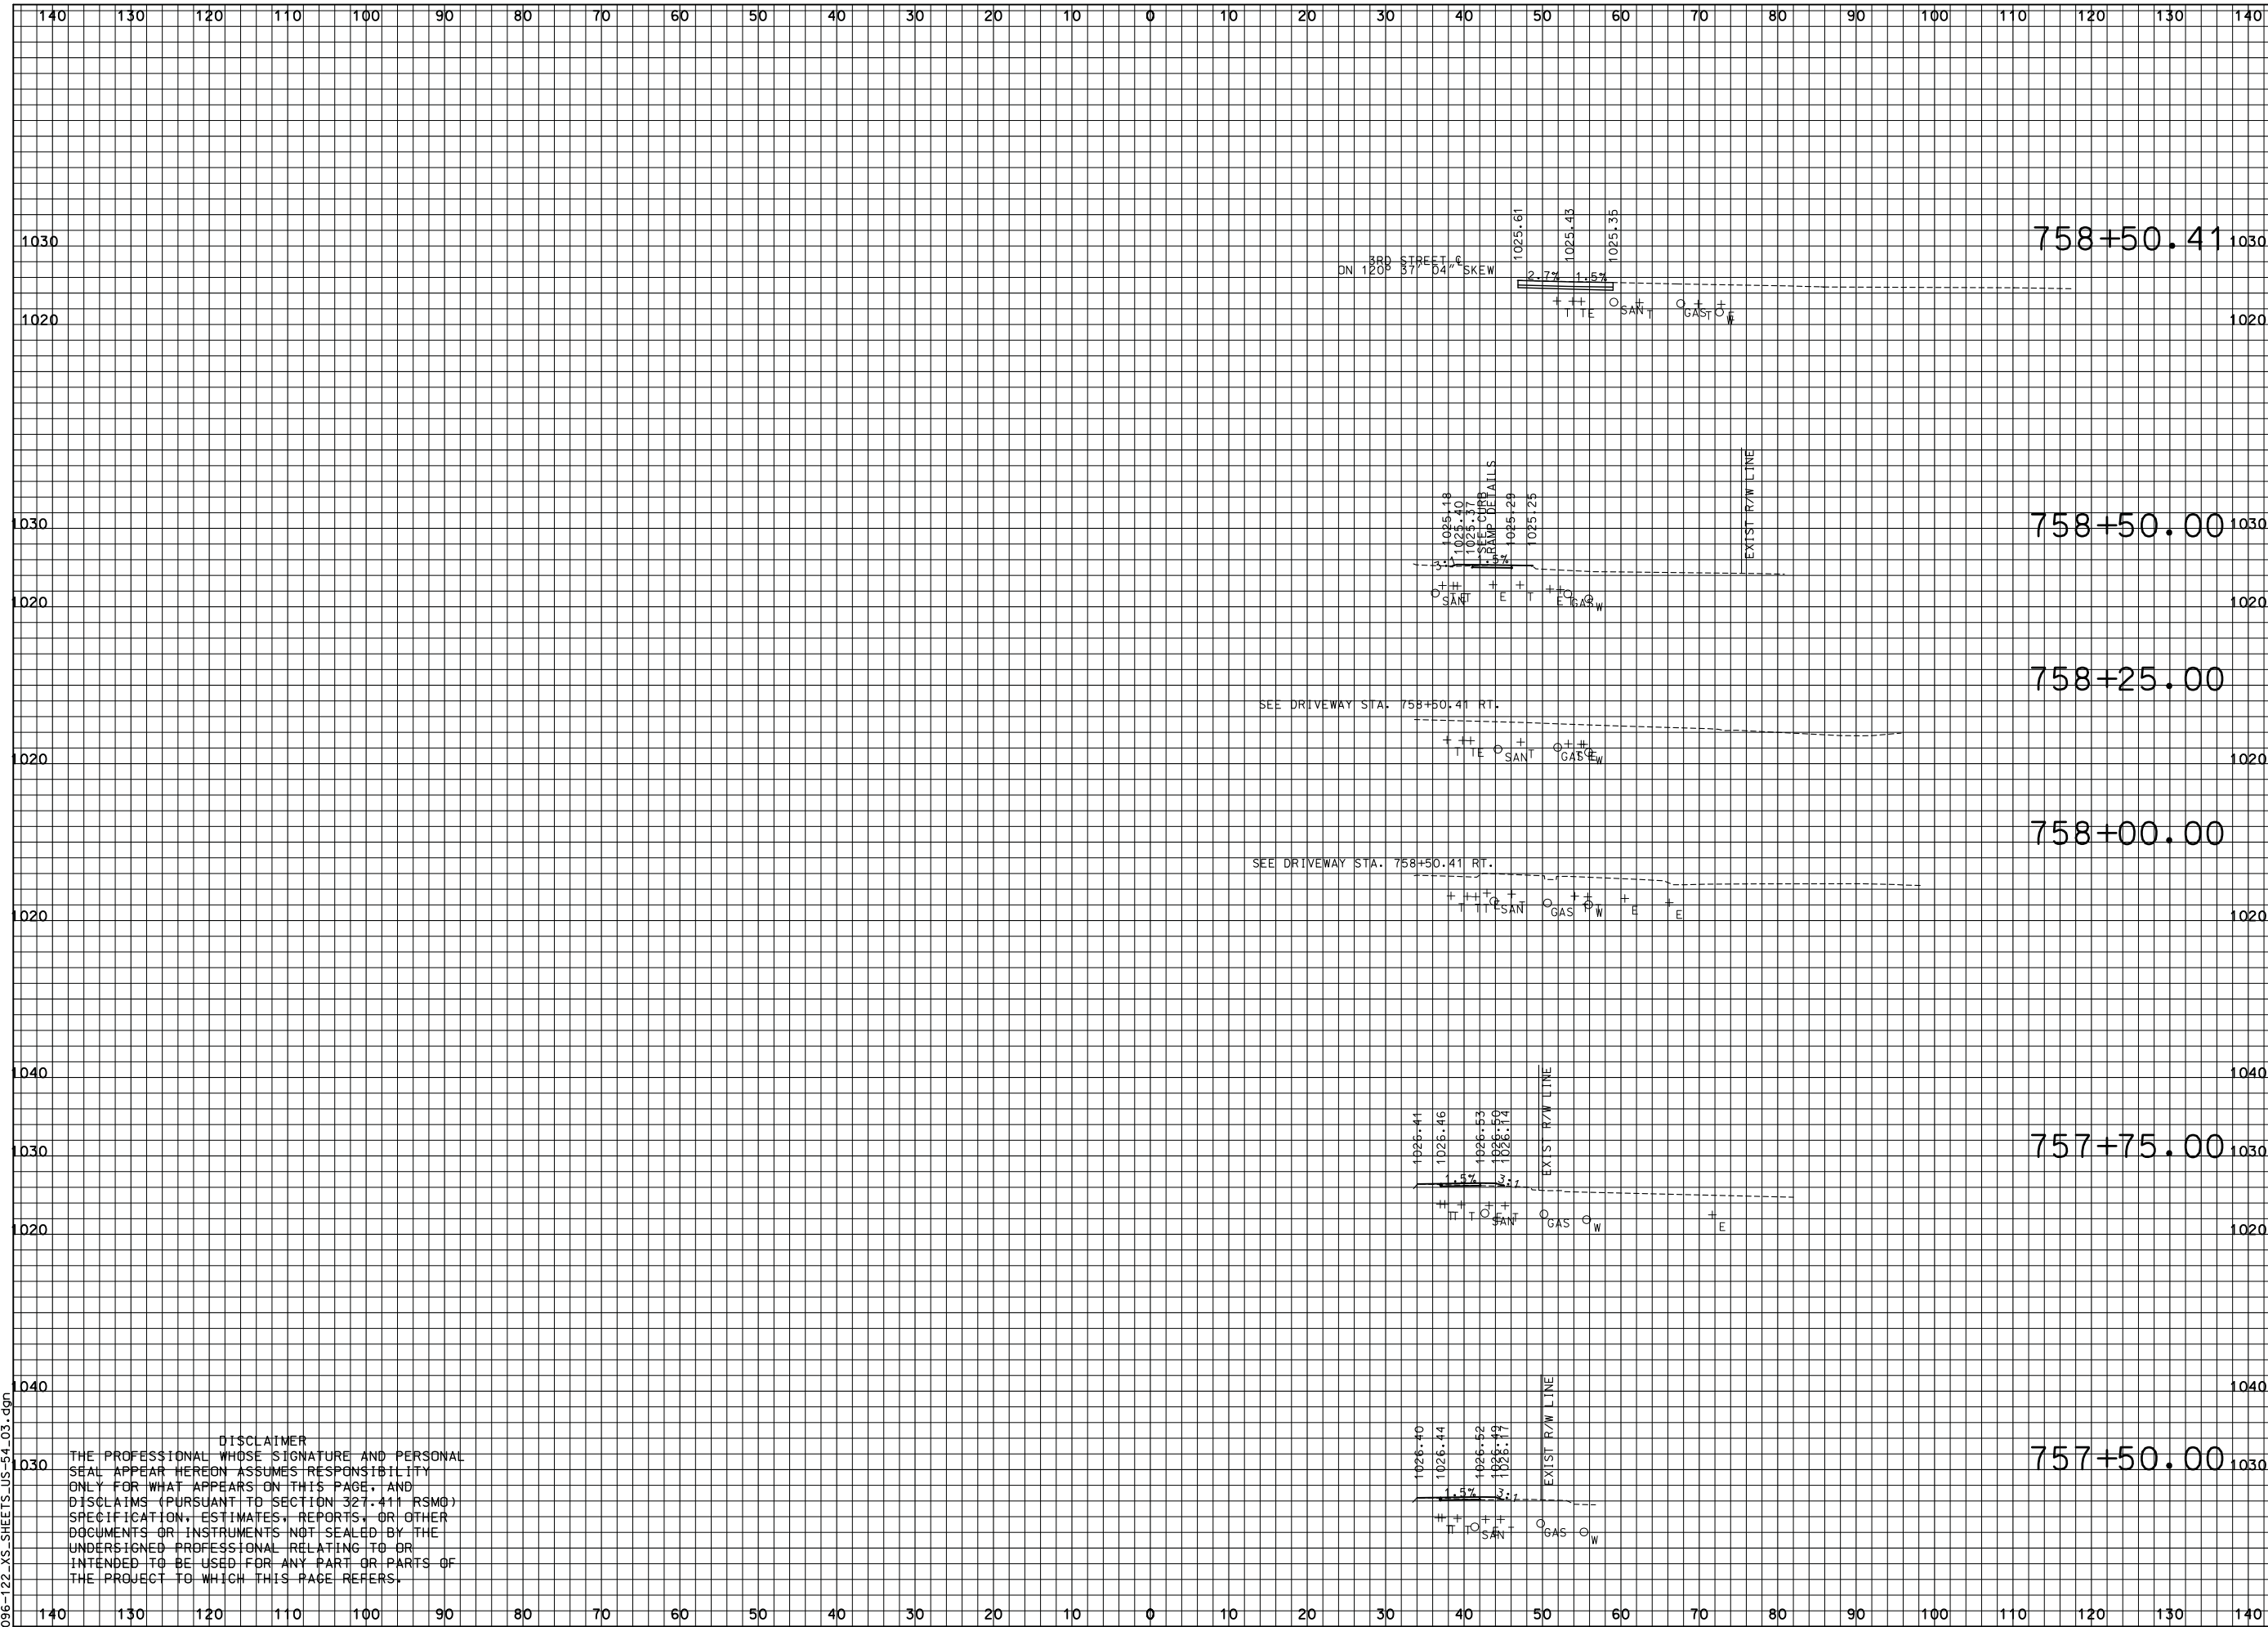 140 130 120 110 100 90 80 70 60 50 40 30 20 10 0 10 20 30 40 50 60 70 80 90 100 110 120 130 140
1025.61
1025.43
1025.35
1030
758+50.41
1030
3RD STREET ℄
ON 120° 37' 04" SKEW
2.7% 1.5%
T T E SAN T GAS T E W
1020
1020
EXIST R/W LINE
1025.18
1025.40
1025.37
SEE CURB
RAMP DETAILS
1025.29
1025.25
1030
758+50.00
1030
3:1 1.5%
SAN T E T E T E T GAS W
1020
1020
758+25.00
SEE DRIVEWAY STA. 758+50.41 RT.
T T E SAN T GAS T E W
1020
1020
758+00.00
SEE DRIVEWAY STA. 758+50.41 RT.
T T T E SAN T GAS T T W E E
1020
1020
1040
1040
EXIST R/W LINE
1026.41
1026.46
1026.53
1026.50
1026.14
1030
757+75.00
1030
1.5% 3:1
T T T SAN E T GAS W E
1020
1020
1040
1040
EXIST R/W LINE
1026.40
1026.44
1026.52
1026.49
1026.17
1030
757+50.00
1030
1.5% 3:1
T T T SAN E T GAS W
DISCLAIMER
THE PROFESSIONAL WHOSE SIGNATURE AND PERSONAL
SEAL APPEAR HEREON ASSUMES RESPONSIBILITY
ONLY FOR WHAT APPEARS ON THIS PAGE, AND
DISCLAIMS (PURSUANT TO SECTION 327.411 RSMO)
SPECIFICATION, ESTIMATES, REPORTS, OR OTHER
DOCUMENTS OR INSTRUMENTS NOT SEALED BY THE
UNDERSIGNED PROFESSIONAL RELATING TO OR
INTENDED TO BE USED FOR ANY PART OR PARTS OF
THE PROJECT TO WHICH THIS PAGE REFERS.
096-122_XS_SHEETS_US-54_03.dgn
140 130 120 110 100 90 80 70 60 50 40 30 20 10 0 10 20 30 40 50 60 70 80 90 100 110 120 130 140